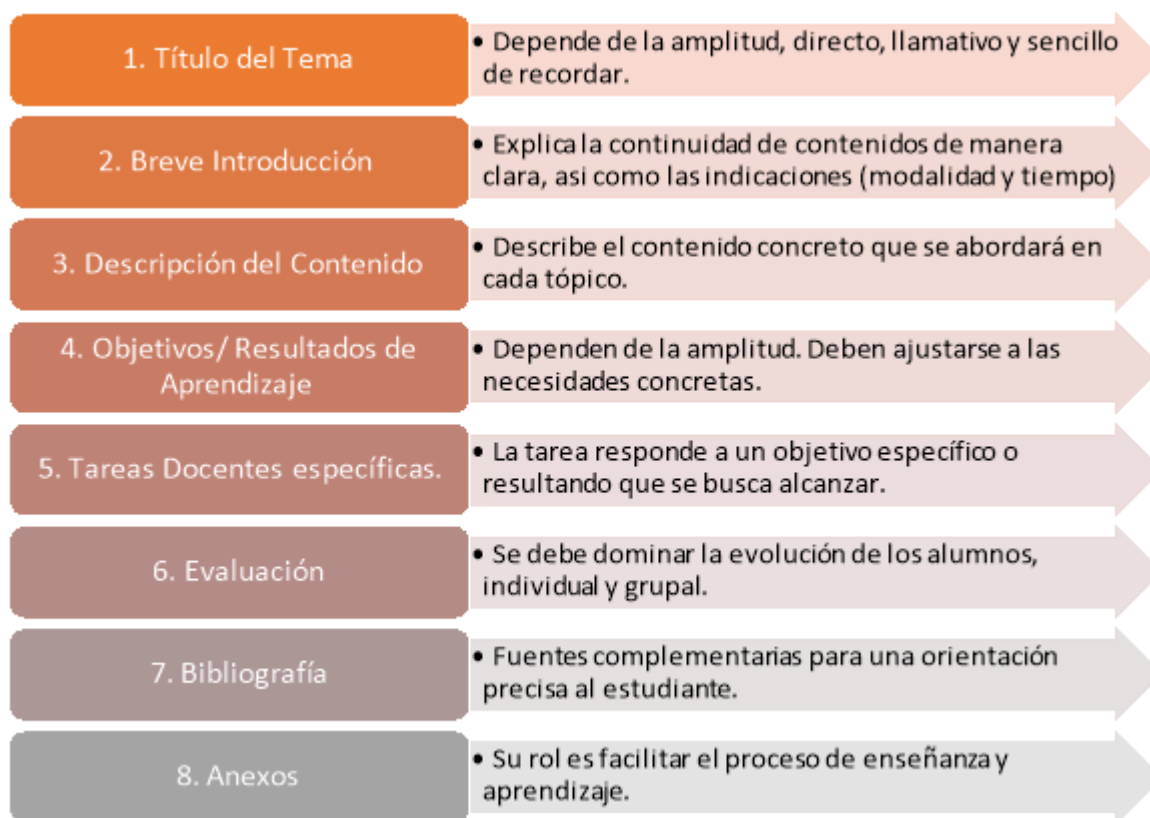 1. Título del Tema
• Depende de la amplitud, directo, llamativo y sencillo
de recordar.
2. Breve Introducción
• Explica la continuidad de contenidos de manera
clara, asi como las indicaciones (modalidad y tiempo)
3. Descripción del Contenido
• Describe el contenido concreto que se abordará en
cada tópico.
4. Objetivos/ Resultados de
Aprendizaje
• Dependen de la amplitud. Deben ajustarse a las
necesidades concretas.
5. Tareas Docentes específicas.
• La tarea responde a un objetivo específico o
resultando que se busca alcanzar.
6. Evaluación
• Se debe dominar la evolución de los alumnos,
individual y grupal.
7. Bibliografía
• Fuentes complementarias para una orientación
precisa al estudiante.
8. Anexos
• Su rol es facilitar el proceso de enseñanza y
aprendizaje.